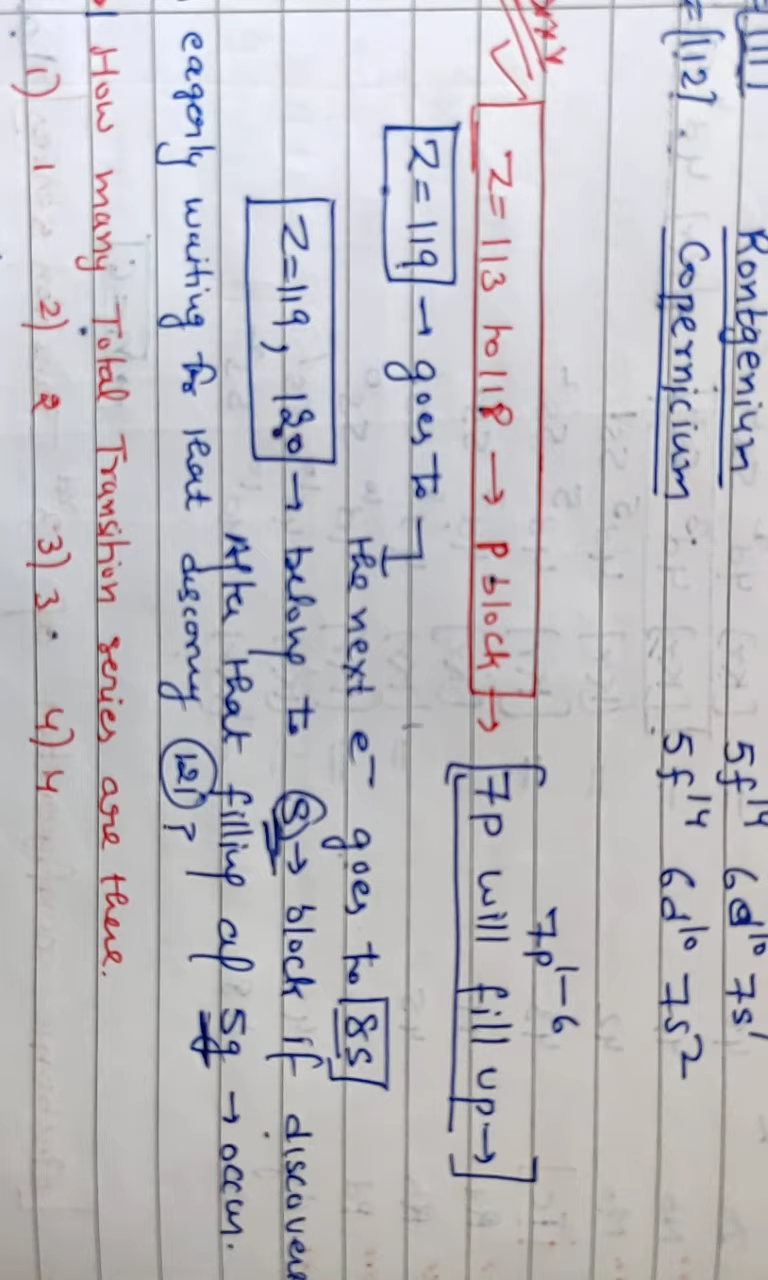 [111] Rontgenium 5f¹⁴ 6d¹⁰ 7s¹
= [112] Copernicium 5f¹⁴ 6d¹⁰ 7s²
7p¹⁻⁶
Z = 113 to 118 → p block → [7p will fill up →]
Z = 119 → goes to
the next e⁻ goes to 8s
Z = 119, 120 → belong to (S) → block if discovere
After that filling of 5g → occur.
eagerly waiting for that discovery (121) ?
How many Total Transition series are there.
1) 1 2) 2 3) 3 4) 4